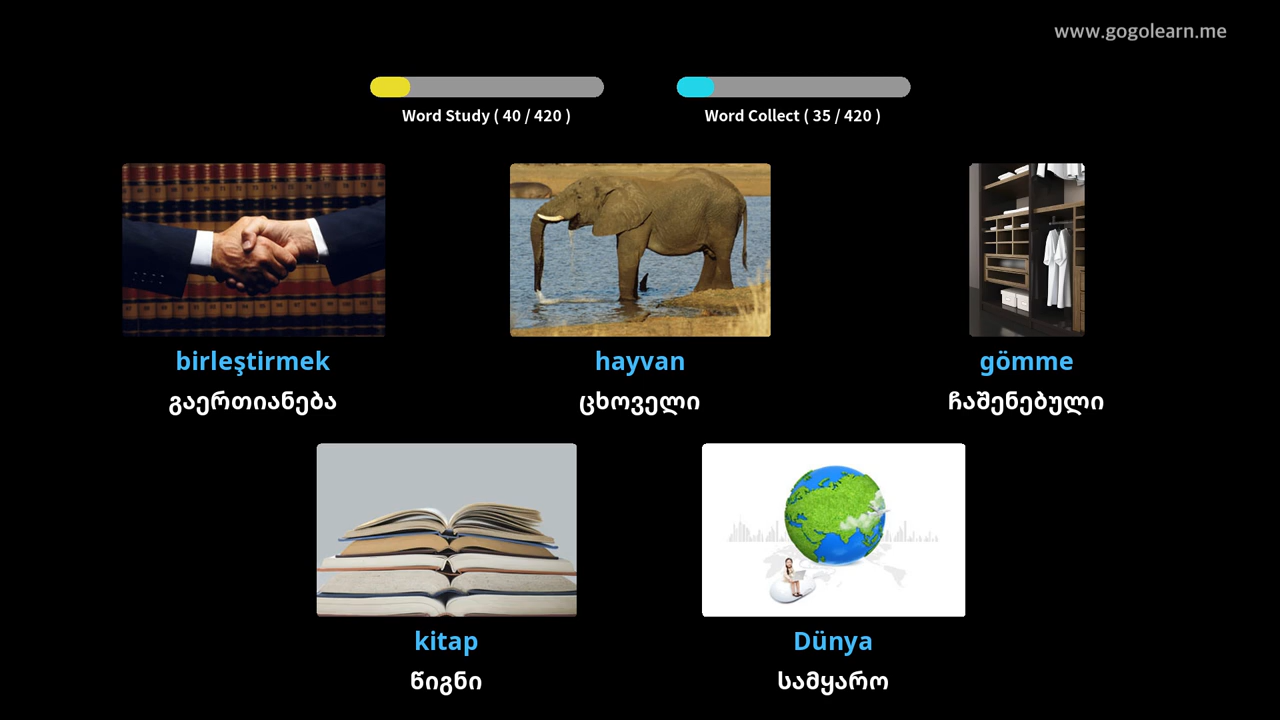 www.gogolearn.me
Word Study ( 40 / 420 )
Word Collect ( 35 / 420 )
birleştirmek
გაერთიანება
hayvan
ცხოველი
gömme
ჩაშენებული
kitap
წიგნი
Dünya
სამყარო